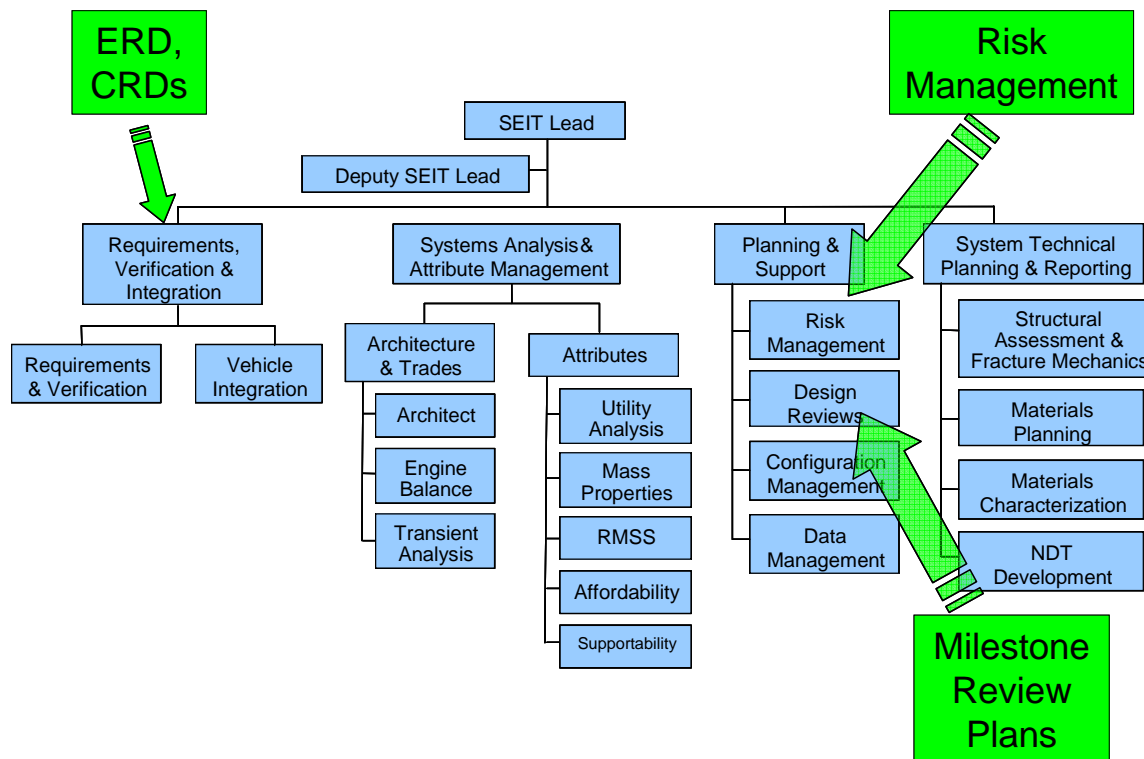 ERD,
CRDs
Risk
Management
SEIT Lead
Deputy SEIT Lead
Requirements,
Verification &
Integration
Systems Analysis&
Attribute Management
Planning &
Support
System Technical
Planning & Reporting
Requirements
& Verification
Vehicle
Integration
Architecture
& Trades
Architect
Engine
Balance
Transient
Analysis
Attributes
Utility
Analysis
Mass
Properties
RMSS
Affordability
Supportability
Risk
Management
Design
Reviews
Configuration
Management
Data
Management
Structural
Assessment &
Fracture Mechanics
Materials
Planning
Materials
Characterization
NDT
Development
Milestone
Review
Plans